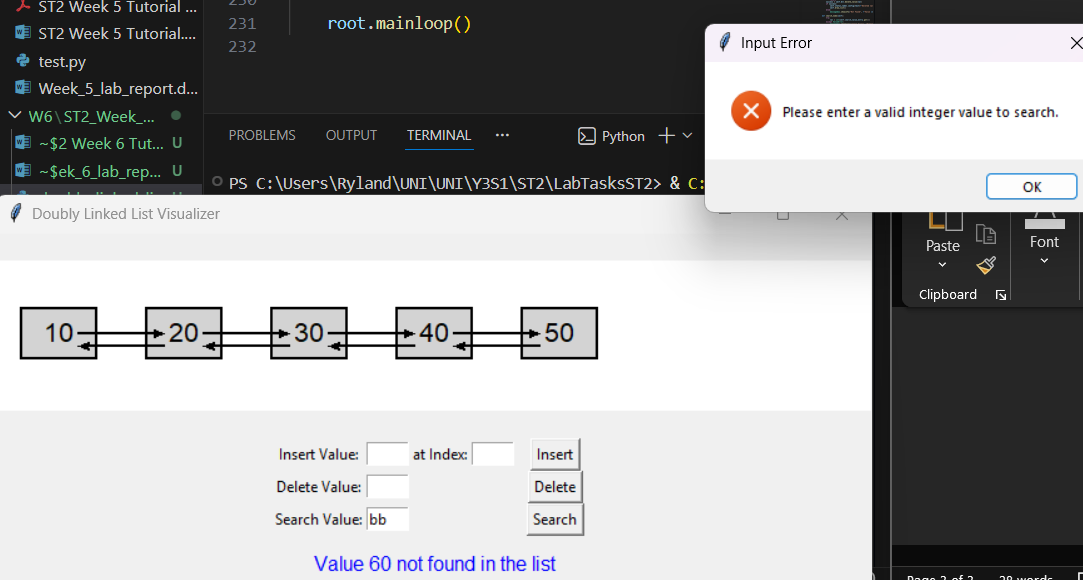 ST2 Week 5 Tutorial ...
ST2 Week 5 Tutorial....
test.py
Week_5_lab_report.d...
W6\ST2_Week_...
~$2 Week 6 Tut... U
~$ek_6_lab_rep... U
231 root.mainloop()
232
PROBLEMS OUTPUT TERMINAL ... Python
PS C:\Users\Ryland\UNI\UNI\Y3S1\ST2\LabTasksST2> & C:
Input Error
Please enter a valid integer value to search.
OK
Paste
Font
Clipboard
Doubly Linked List Visualizer
10 20 30 40 50
Insert Value: at Index: Insert
Delete Value: Delete
Search Value: bb Search
Value 60 not found in the list